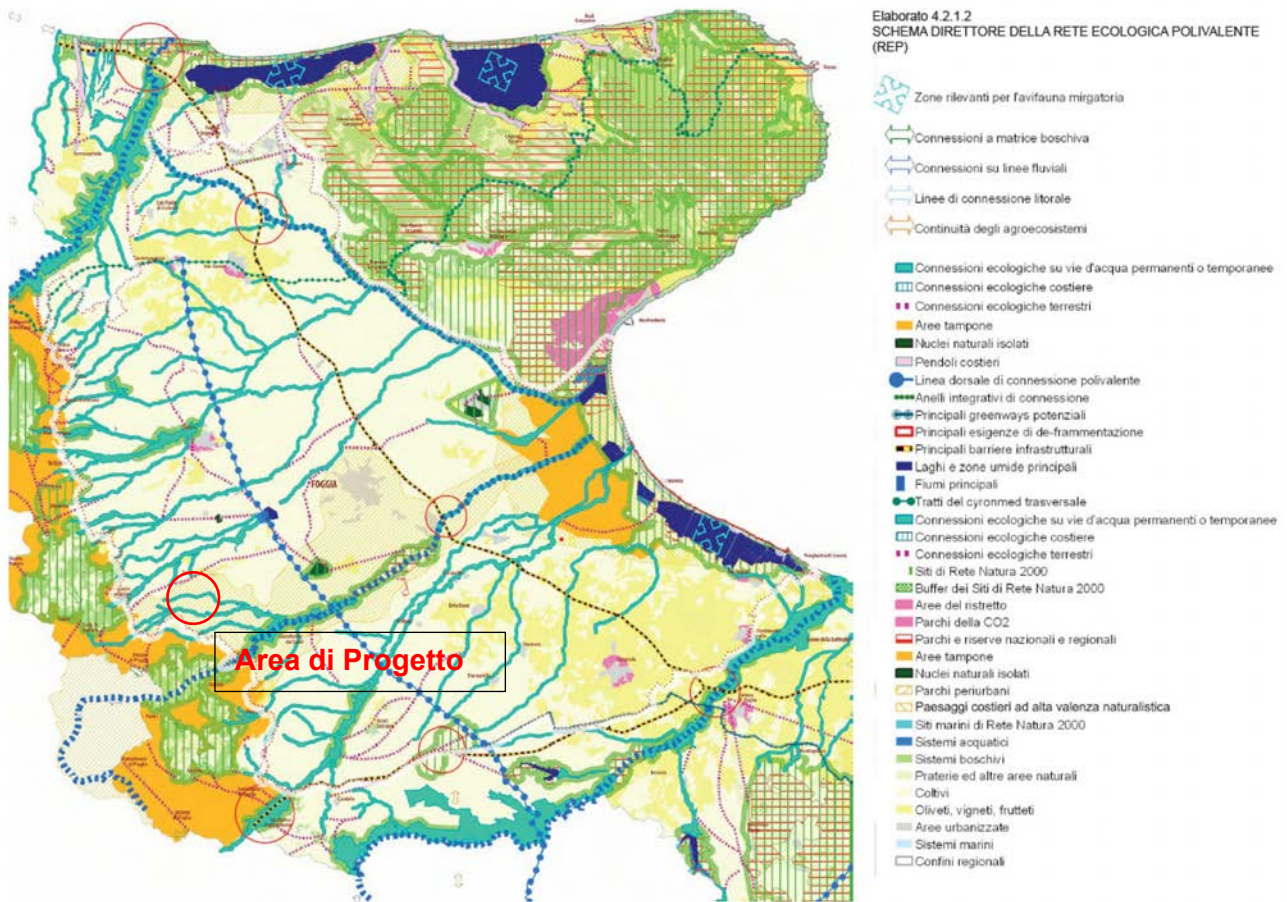 Elaborato 4.2.1.2
SCHEMA DIRETTORE DELLA RETE ECOLOGICA POLIVALENTE
(REP)
Zone rilevanti per l'avifauna mirgatoria
Connessioni a matrice boschiva
Connessioni su linee fluviali
Linee di connessione litorale
Continuità degli agroecosistemi
Connessioni ecologiche su vie d'acqua permanenti o temporanee
Connessioni ecologiche costiere
Connessioni ecologiche terrestri
Aree tampone
Nuclei naturali isolati
Pendoli costieri
Linea dorsale di connessione polivalente
Anelli integrativi di connessione
Principali greenways potenziali
Principali esigenze di de-frammentazione
Principali barriere infrastrutturali
Laghi e zone umide principali
Fiumi principali
Tratti del cyronmed trasversale
Connessioni ecologiche su vie d'acqua permanenti o temporanee
Connessioni ecologiche costiere
Connessioni ecologiche terrestri
Siti di Rete Natura 2000
Buffer dei Siti di Rete Natura 2000
Aree del ristretto
Parchi della CO2
Parchi e riserve nazionali e regionali
Aree tampone
Nuclei naturali isolati
Parchi periurbani
Paesaggi costieri ad alta valenza naturalistica
Siti marini di Rete Natura 2000
Sistemi acquatici
Sistemi boschivi
Praterie ed altre aree naturali
Coltivi
Oliveti, vigneti, frutteti
Aree urbanizzate
Sistemi marini
Confini regionali
FOGGIA
Area di Progetto